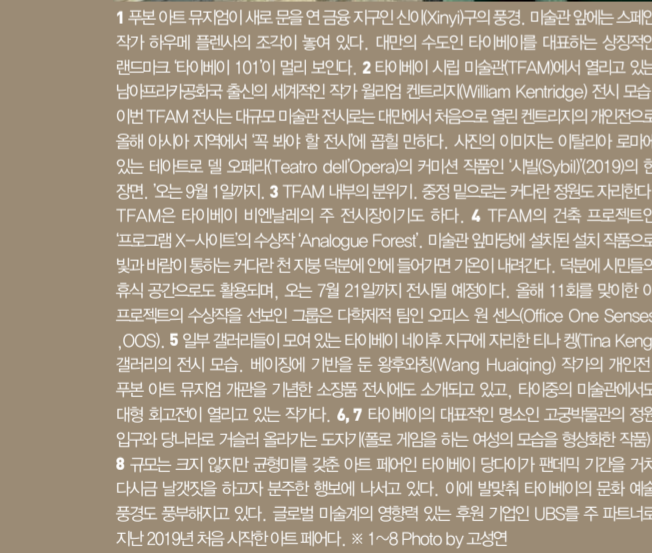 1 푸본 아트 뮤지엄이 새로 문을 연 금융 지구인 신이(Xinyi)구의 풍경. 미술관 앞에는 스페인
작가 하우메 플렌사의 조각이 놓여 있다. 대만의 수도인 타이베이를 대표하는 상징적인
랜드마크 ‘타이베이 101’이 멀리 보인다. 2 타이베이 시립 미술관(TFAM)에서 열리고 있는
남아프리카공화국 출신의 세계적인 작가 윌리엄 켄트리지(William Kentridge) 전시 모습.
이번 TFAM 전시는 대규모 미술관 전시로는 대만에서 처음으로 열린 켄트리지의 개인전으로
올해 아시아 지역에서 ‘꼭 봐야 할 전시’에 꼽힐 만하다. 사진의 이미지는 이탈리아 로마에
있는 테아트로 델 오페라(Teatro dell’Opera)의 커미션 작품인 ‘시빌(Sybil)’(2019)의 한
장면. ’오는 9월 1일까지. 3 TFAM 내부의 분위기. 중정 밑으로는 커다란 정원도 자리한다.
TFAM은 타이베이 비엔날레의 주 전시장이기도 하다. 4 TFAM의 건축 프로젝트인
‘프로그램 X-사이트’의 수상작 ‘Analogue Forest’. 미술관 앞마당에 설치된 설치 작품으로
빛과 바람이 통하는 커다란 천 지붕 덕분에 안에 들어가면 기온이 내려간다. 덕분에 시민들의
휴식 공간으로도 활용되며, 오는 7월 21일까지 전시될 예정이다. 올해 11회를 맞이한 이
프로젝트의 수상작을 선보인 그룹은 다학제적 팀인 오피스 원 센스(Office One Senses
,OOS). 5 일부 갤러리들이 모여 있는 타이베이 네이후 지구에 자리한 티나 켕(Tina Keng)
갤러리의 전시 모습. 베이징에 기반을 둔 왕후와칭(Wang Huaiqing) 작가의 개인전.
푸본 아트 뮤지엄 개관을 기념한 소장품 전시에도 소개되고 있고, 타이중의 미술관에서도
대형 회고전이 열리고 있는 작가다. 6, 7 타이베이의 대표적인 명소인 고궁박물관의 정원
입구와 당나라로 거슬러 올라가는 도자기(폴로 게임을 하는 여성의 모습을 형상화한 작품).
8 규모는 크지 않지만 균형미를 갖춘 아트 페어인 타이베이 당다이가 팬데믹 기간을 거쳐
다시금 날갯짓을 하고자 분주한 행보에 나서고 있다. 이에 발맞춰 타이베이의 문화 예술
풍경도 풍부해지고 있다. 글로벌 미술계의 영향력 있는 후원 기업인 UBS를 주 파트너로
지난 2019년 처음 시작한 아트 페어다. ※ 1~8 Photo by 고성연